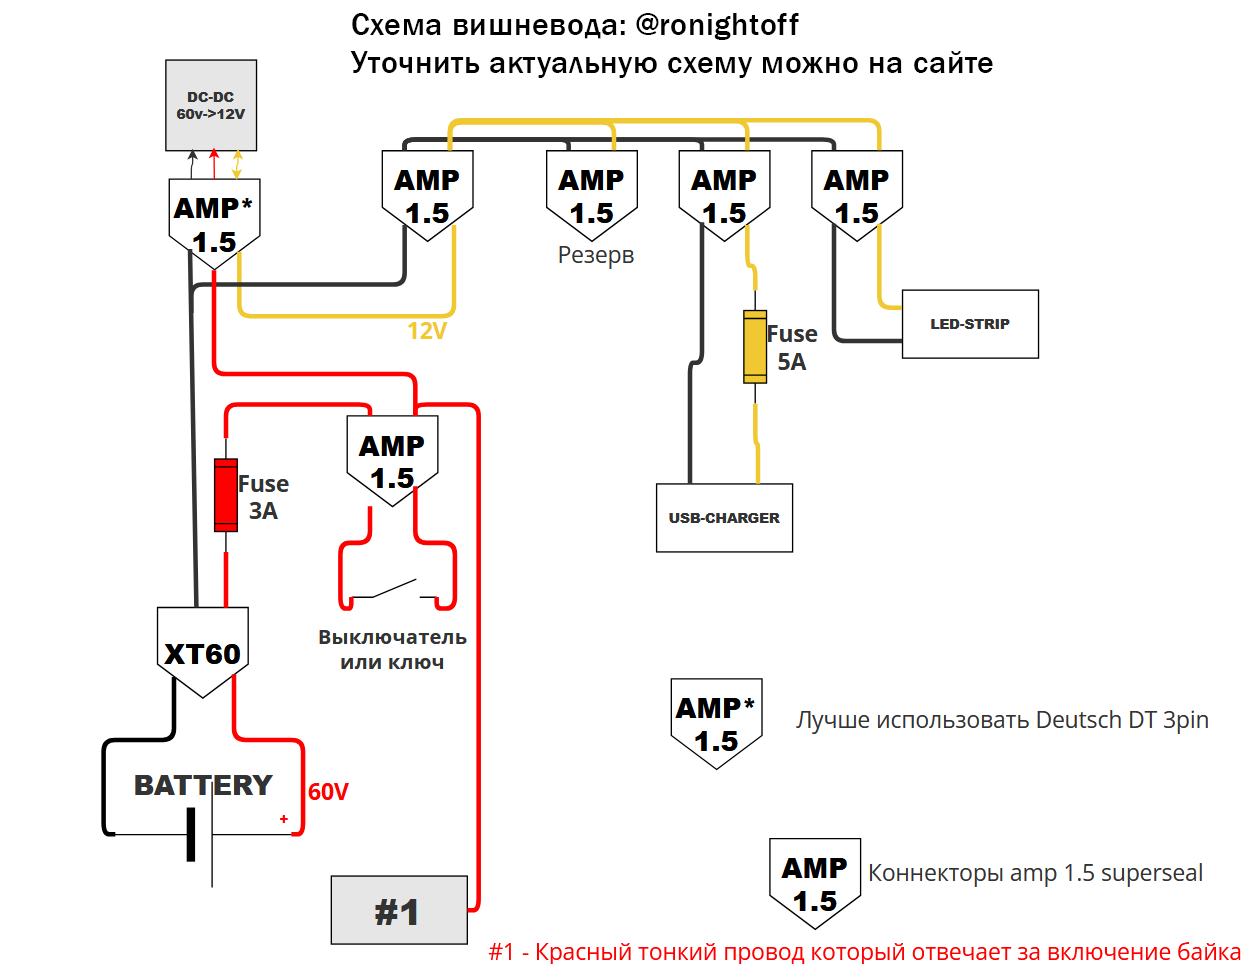 Схема вишневода: @ronightoff
Уточнить актуальную схему можно на сайте
DC-DC
60v->12V
AMP*
1.5
AMP
1.5
AMP
1.5
AMP
1.5
AMP
1.5
Резерв
12V
LED-STRIP
Fuse
5A
AMP
1.5
Fuse
3A
USB-CHARGER
Выключатель
или ключ
XT60
BATTERY
60V
+
AMP*
1.5
Лучше использовать Deutsch DT 3pin
AMP
1.5
Коннекторы amp 1.5 superseal
#1
#1 - Красный тонкий провод который отвечает за включение байка